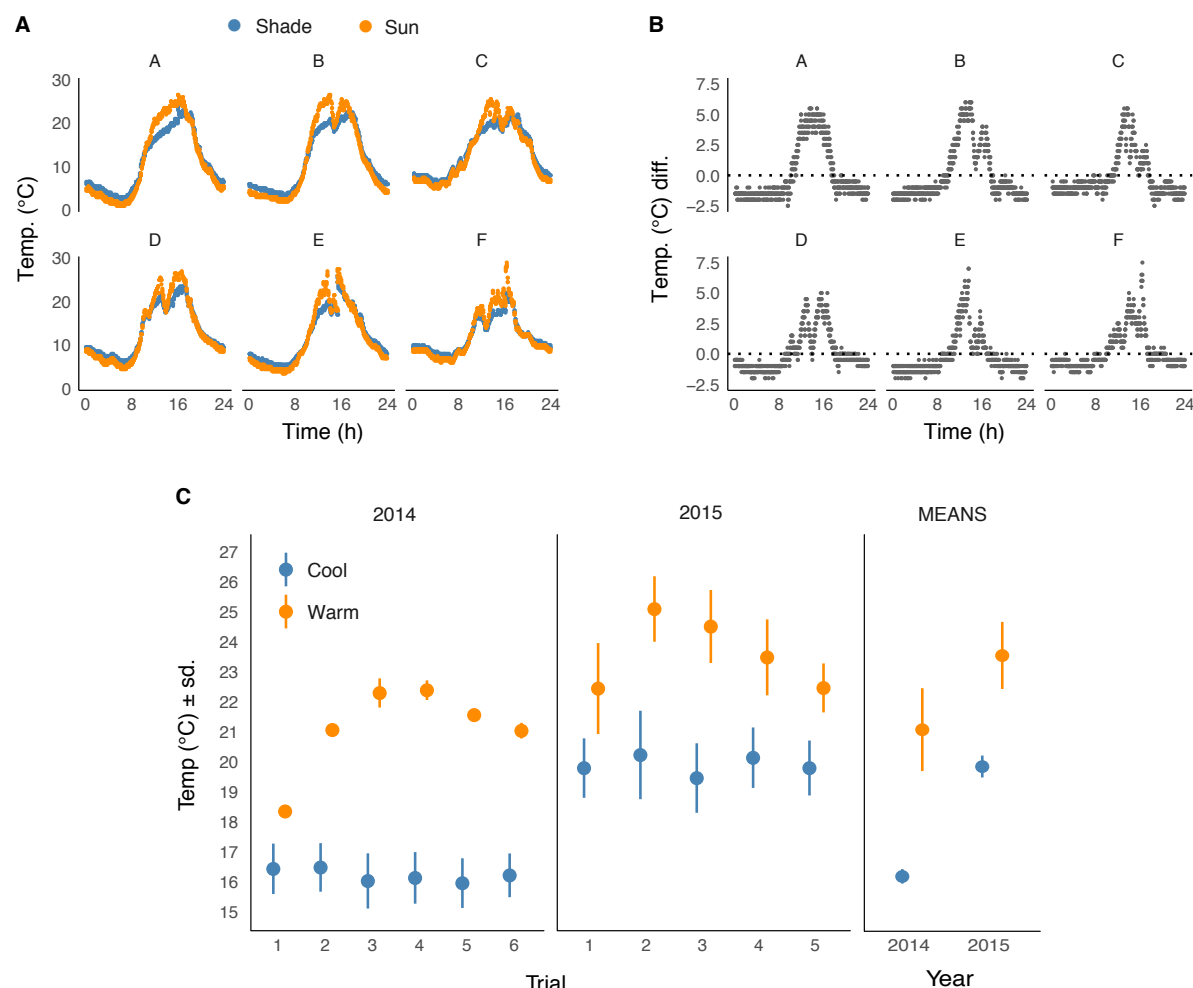 A
Shade
Sun
B
A B C
30
20
10
0
Temp. (°C)
D E F
30
20
10
0
0 8 16 24 0 8 16 24 0 8 16 24
Time (h)
A B C
7.5
5.0
2.5
0.0
−2.5
Temp. (°C) diff.
D E F
7.5
5.0
2.5
0.0
−2.5
0 8 16 24 0 8 16 24 0 8 16 24
Time (h)
C
2014 2015 MEANS
27
26
25
24
23
22
21
20
19
18
17
16
15
Temp (°C) ± sd.
Cool
Warm
1 2 3 4 5 6 1 2 3 4 5 2014 2015
Trial Year